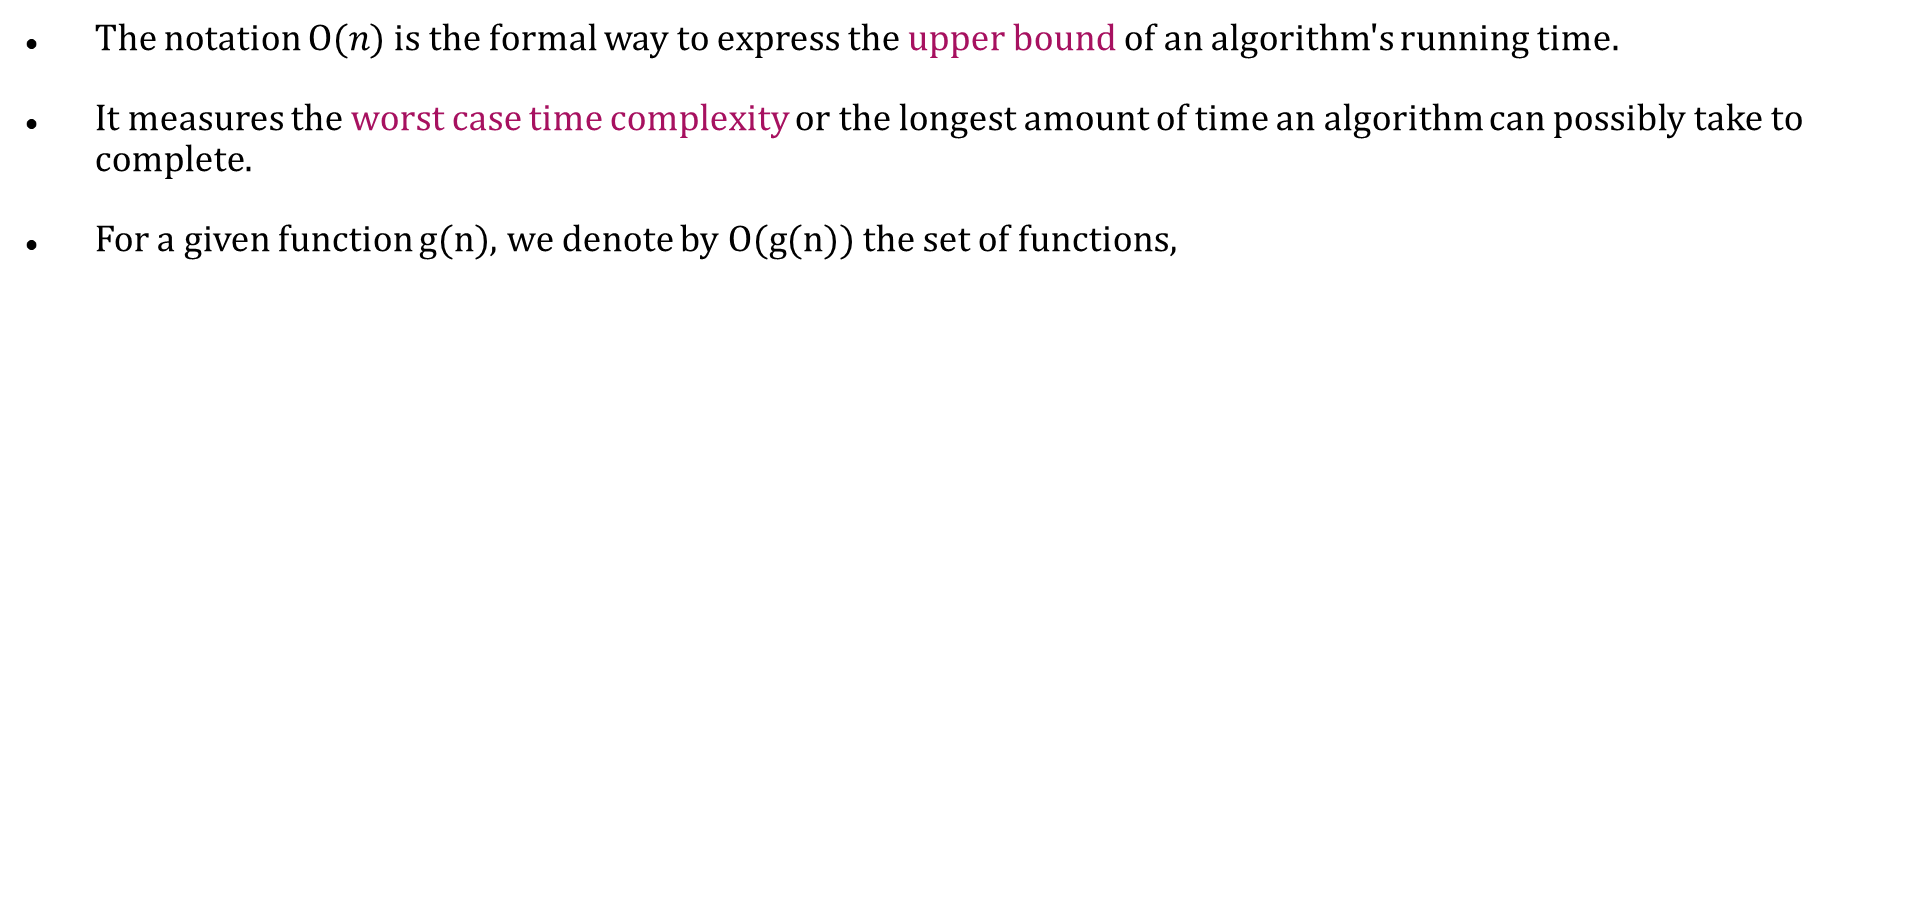 • The notation O(n) is the formal way to express the upper bound of an algorithm's running time.
• It measures the worst case time complexity or the longest amount of time an algorithm can possibly take to
complete.
• For a given function g(n), we denote by O(g(n)) the set of functions,